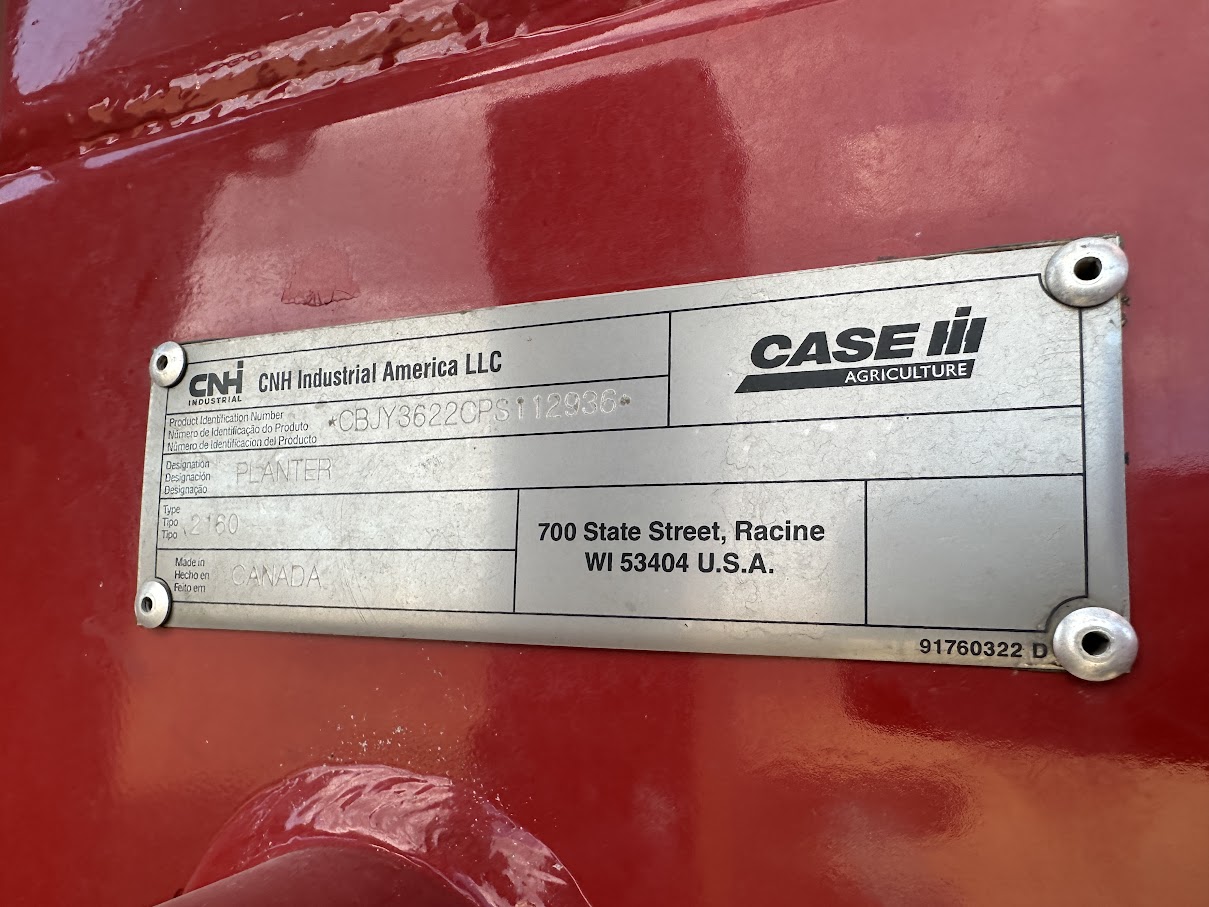 CNH
INDUSTRIAL
CNH Industrial America LLC
CASE IH
AGRICULTURE
Product Identification Number
Número de Identificação do Produto
Número de Identificacion del Producto
*CBJY3622CPS112936*
Designation
Designación
Designação
PLANTER
Type
Tipo
Tipo
2160
Made in
Hecho en
Feito em
CANADA
700 State Street, Racine
WI 53404 U.S.A.
91760322 D